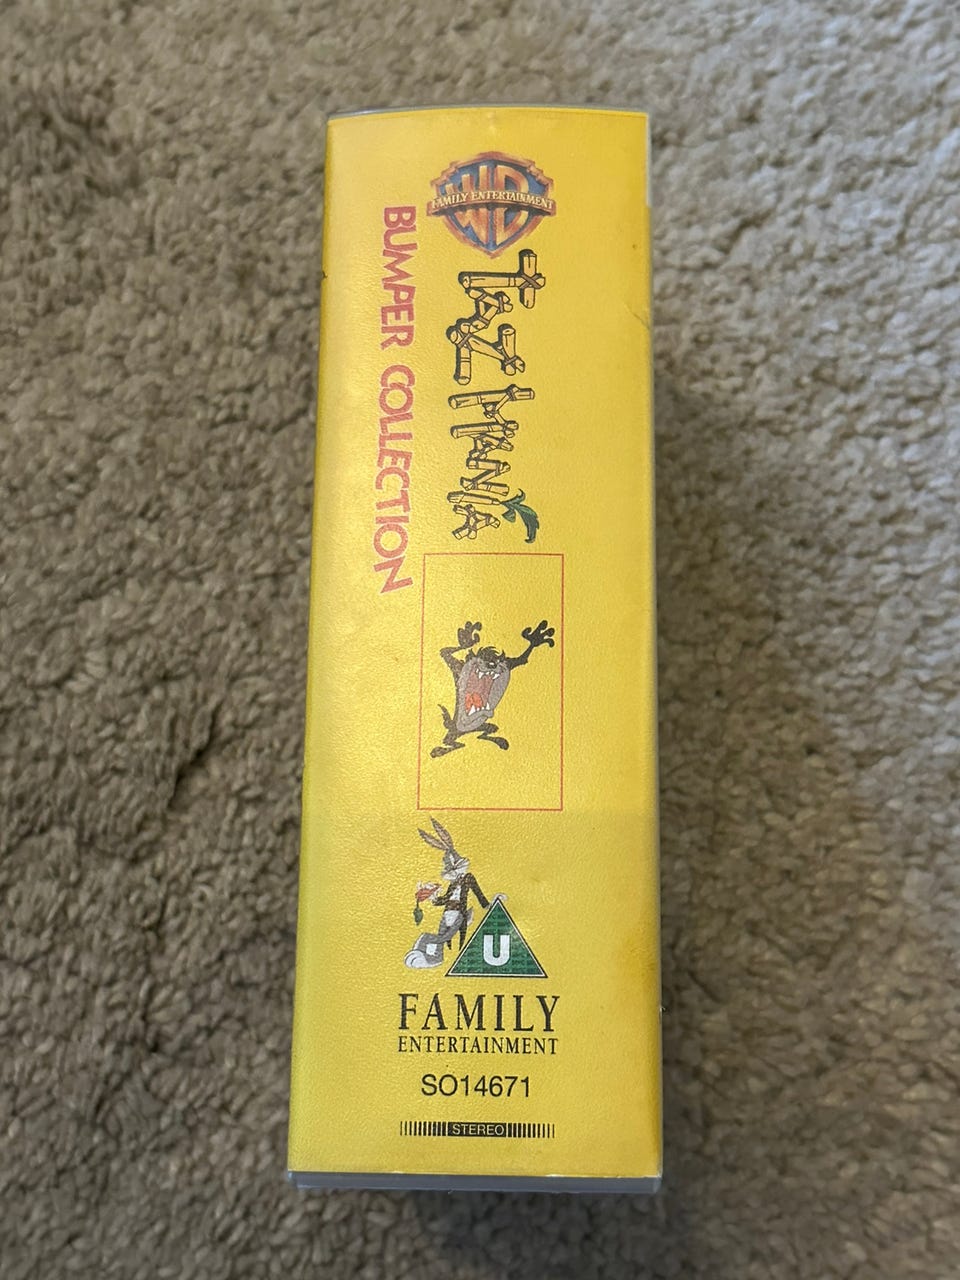 WB
FAMILY ENTERTAINMENT
TAZ MANIA
BUMPER COLLECTION
U
FAMILY
ENTERTAINMENT
SO14671
STEREO